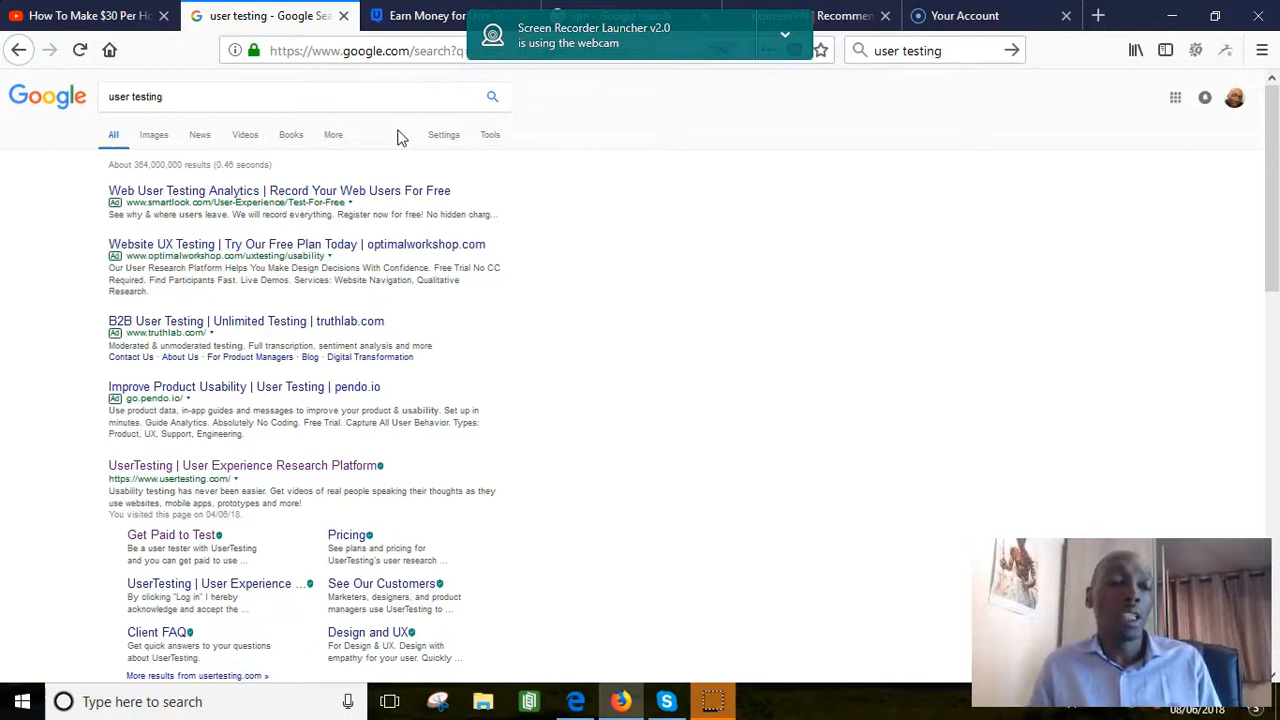 How To Make $30 Per Ho
user testing - Google Sea
Earn Money for
Recommen
Your Account
Screen Recorder Launcher v2.0
is using the webcam
https://www.google.com/search?q=
user testing
Google
user testing
All
Images
News
Videos
Books
More
Settings
Tools
About 364,000,000 results (0.46 seconds)
Web User Testing Analytics | Record Your Web Users For Free
Ad www.smartlook.com/User-Experience/Test-For-Free
See why & where users leave. We will record everything. Register now for free! No hidden charg...
Website UX Testing | Try Our Free Plan Today | optimalworkshop.com
Ad www.optimalworkshop.com/uxtesting/usability
Our User Research Platform Helps You Make Design Decisions With Confidence. Free Trial No CC
Required. Find Participants Fast. Live Demos. Services: Website Navigation, Qualitative
Research.
B2B User Testing | Unlimited Testing | truthlab.com
Ad www.truthlab.com/
Moderated & unmoderated testing. Full transcription, sentiment analysis and more
Contact Us · About Us · For Product Managers · Blog · Digital Transformation
Improve Product Usability | User Testing | pendo.io
Ad go.pendo.io/
Use product data, in-app guides and messages to improve your product & usability. Set up in
minutes. Guide Analytics. Absolutely No Coding. Free Trial. Capture All User Behavior. Types:
Product, UX, Support, Engineering.
UserTesting | User Experience Research Platform
https://www.usertesting.com/
Usability testing has never been easier. Get videos of real people speaking their thoughts as they
use websites, mobile apps, prototypes and more!
You visited this page on 04/06/18.
Get Paid to Test
Be a user tester with UserTesting
and you can get paid to use ...
Pricing
See plans and pricing for
UserTesting's user research ...
UserTesting | User Experience ...
By clicking "Log in" I hereby
acknowledge and accept the ...
See Our Customers
Marketers, designers, and product
managers use UserTesting to ...
Client FAQ
Get quick answers to your questions
about UserTesting.
Design and UX
For Design & UX. Design with
empathy for your user. Quickly ...
More results from usertesting.com »
Type here to search
08/06/2018